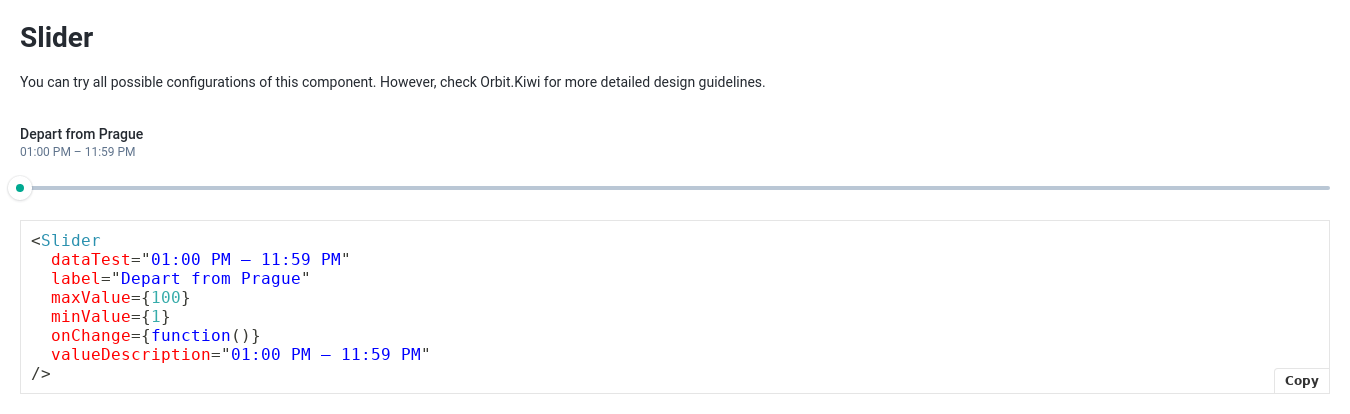 Slider
You can try all possible configurations of this component. However, check Orbit.Kiwi for more detailed design guidelines.
Depart from Prague
01:00 PM – 11:59 PM
<Slider
  dataTest="01:00 PM – 11:59 PM"
  label="Depart from Prague"
  maxValue={100}
  minValue={1}
  onChange={function()}
  valueDescription="01:00 PM – 11:59 PM"
/>
Copy